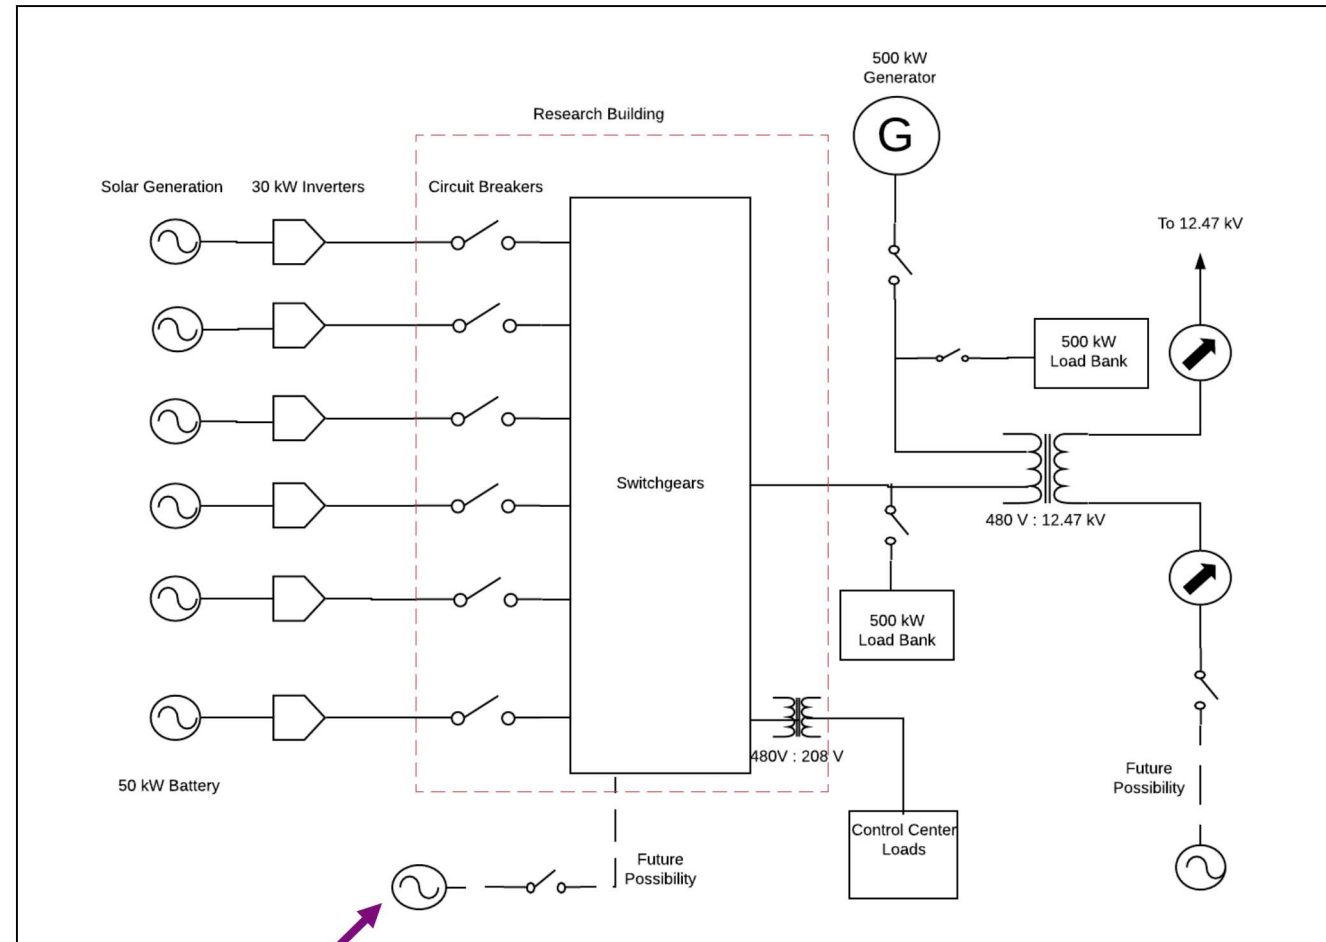 500 kW
Generator
G
Research Building
Solar Generation
30 kW Inverters
Circuit Breakers
To 12.47 kV
500 kW
Load Bank
Switchgears
480 V : 12.47 kV
500 kW
Load Bank
480V : 208 V
50 kW Battery
Future
Possibility
Control Center
Loads
Future
Possibility